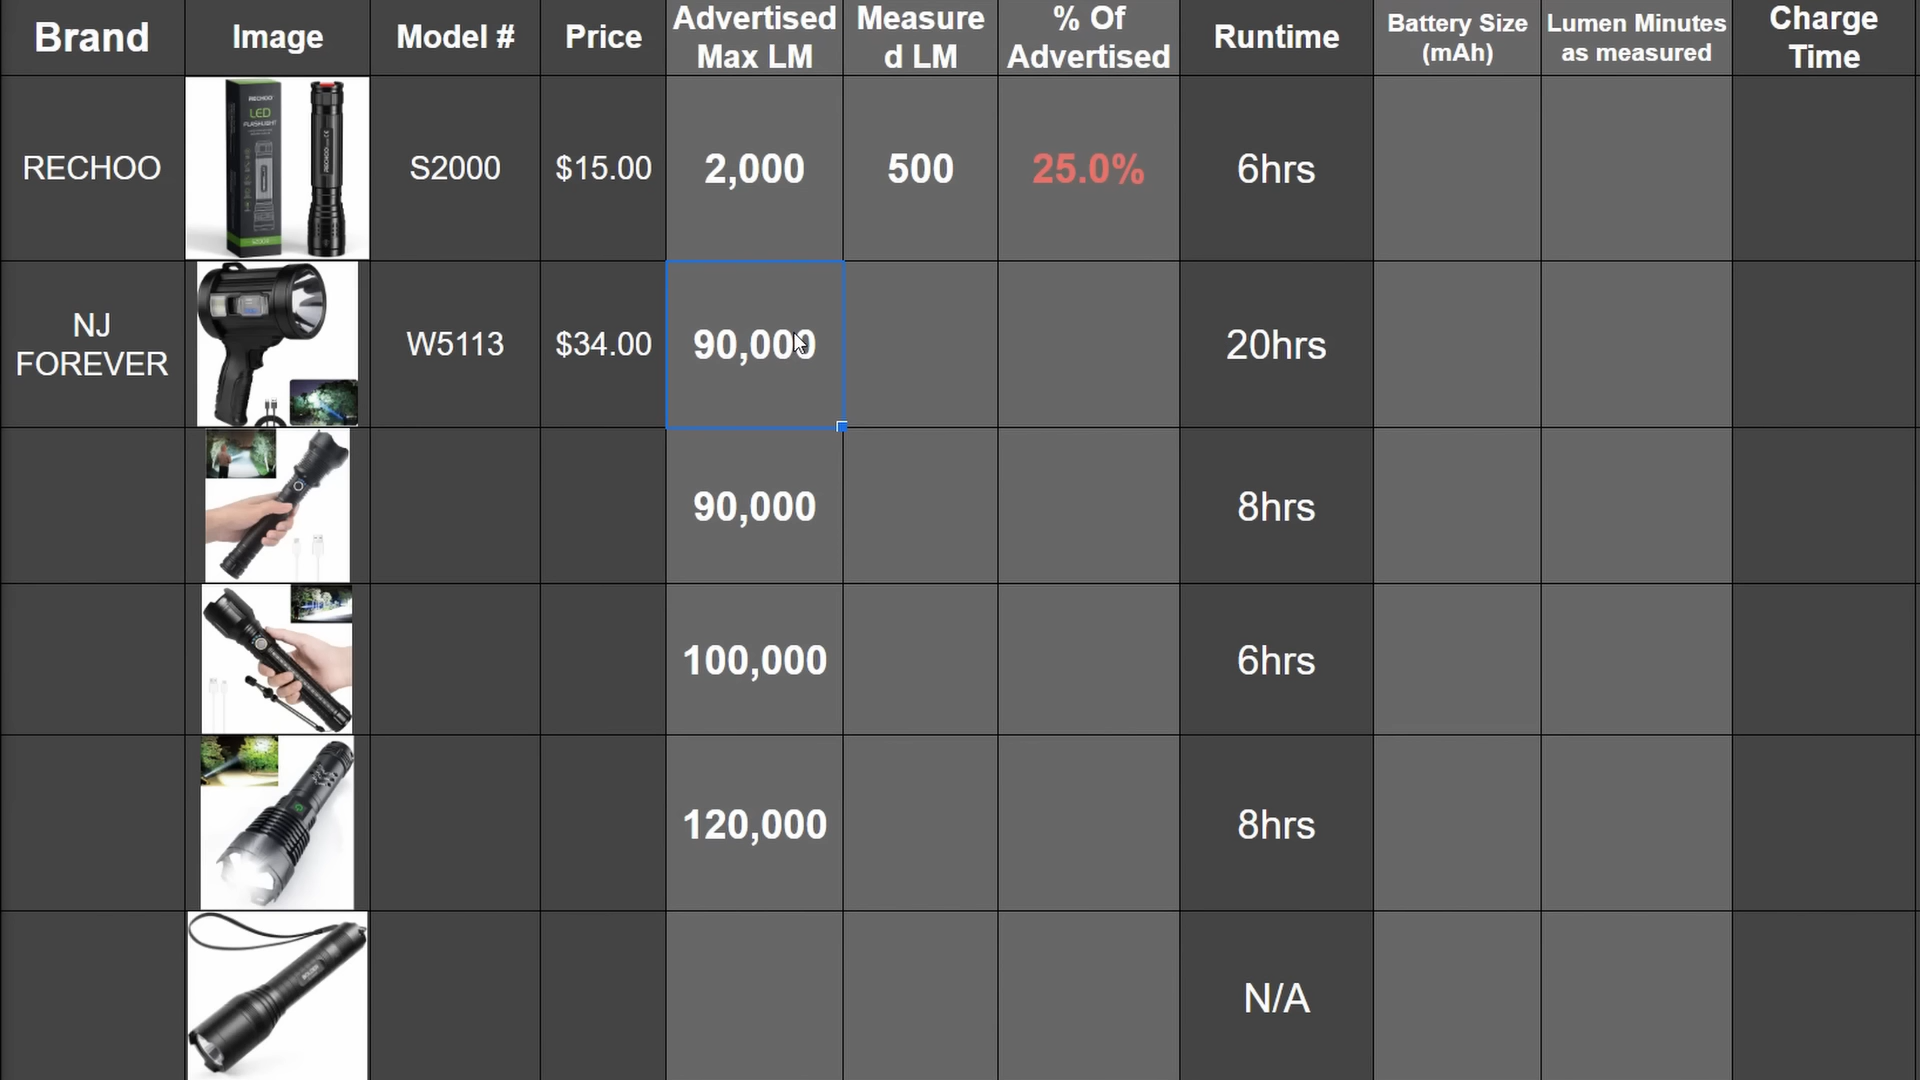 Brand
Image
Model #
Price
Advertised
Max LM
Measure
d LM
% Of
Advertised
Runtime
Battery Size
(mAh)
Lumen Minutes
as measured
Charge
Time
RECHOO
RECHOO
LED
FLASHLIGHT
S2000
$15.00
2,000
500
25.0%
6hrs
NJ
FOREVER
W5113
$34.00
90,000
20hrs
90,000
8hrs
100,000
6hrs
120,000
8hrs
N/A